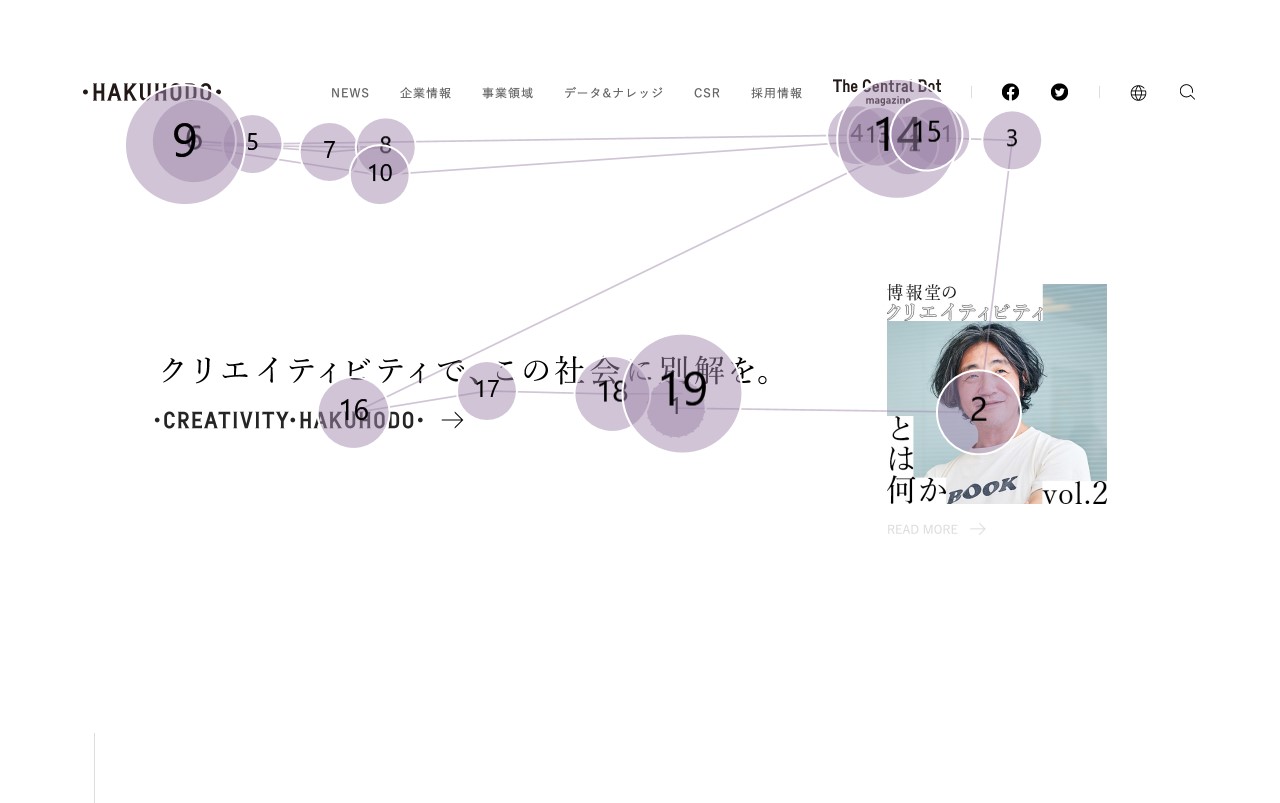 ·HAKUHODO·
NEWS 企業情報 事業領域 データ&ナレッジ CSR 採用情報
The Central Dot
magazine
9 5 7 8 10 4 13 14 15 1 3
博報堂の
クリエイティビティ
とは何か
BOOK
vol.2
READ MORE
クリエイティビティで、この社会に別解を。
·CREATIVITY·HAKUHODO·
16 17 18 19 1 2